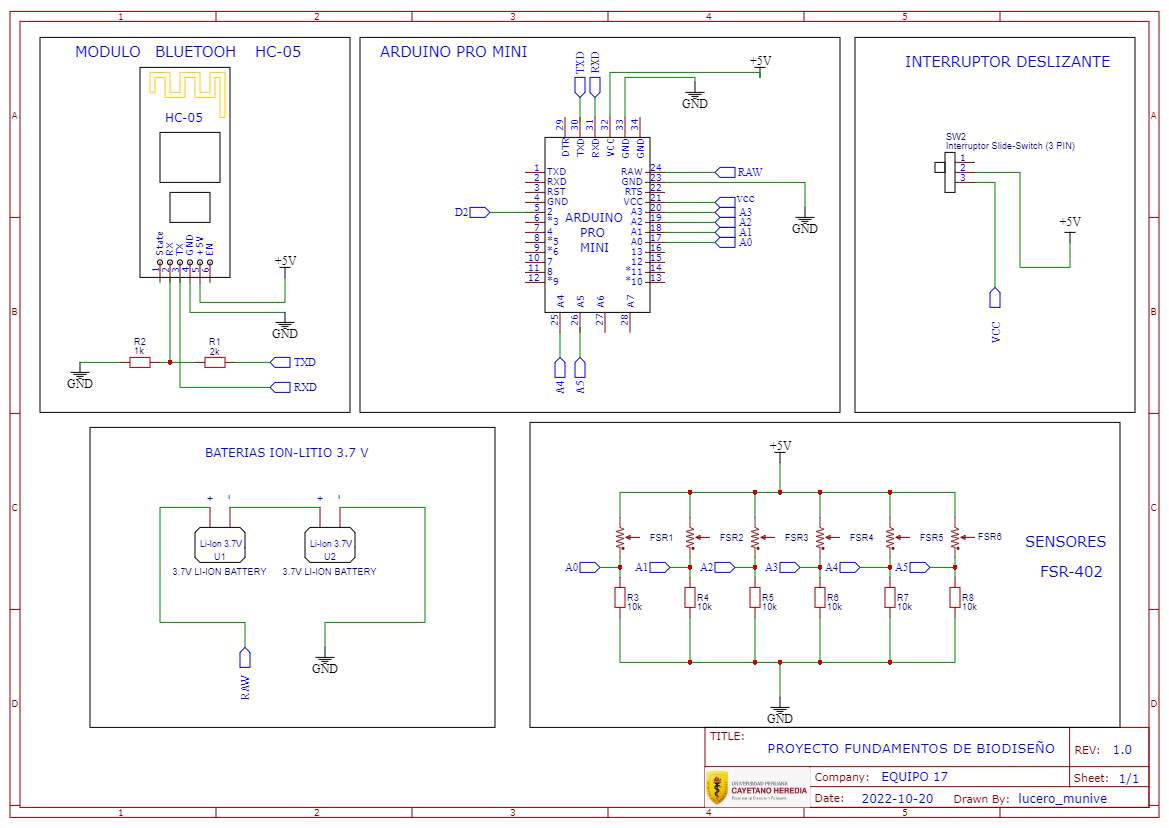 1 2 3 4 5
A
B
C
D
A
B
C
D
MODULO BLUETOOH HC-05
HC-05
State
RX
TX
GND
+5V
EN
1 2 3 4 5 6
+5V
GND
R2
1k
R1
2k
TXD
RXD
GND
ARDUINO PRO MINI
TXD
RXD
+5V
GND
29 30 31 32 33 34
DTR TXD RXD VCC GND GND
1 TXD
2 RXD
3 RST
4 GND
5 2
6 *3
7 4
8 *5
9 *6
10 7
11 8
12 *9
D2
ARDUINO
PRO
MINI
RAW 24
GND 23
RTS 22
VCC 21
A3 20
A2 19
A1 18
A0 17
13 16
12 15
*11 14
*10 13
RAW
vcc
A3
A2
A1
A0
GND
A4 A5 A6 A7
25 26 27 28
A4 A5
INTERRUPTOR DESLIZANTE
SW2
Interruptor Slide-Switch (3 PIN)
1
2
3
+5V
VCC
BATERIAS ION-LITIO 3.7 V
+ - + -
Li-Ion 3.7V
U1
3.7V LI-ION BATTERY
Li-Ion 3.7V
U2
3.7V LI-ION BATTERY
RAW
GND
+5V
FSR1 FSR2 FSR3 FSR4 FSR5 FSR6
A0 A1 A2 A3 A4 A5
R3
10k
R4
10k
R5
10k
R6
10k
R7
10k
R8
10k
GND
SENSORES
FSR-402
TITLE:
PROYECTO FUNDAMENTOS DE BIODISEÑO
REV: 1.0
UNIVERSIDAD PERUANA
CAYETANO HEREDIA
Company: EQUIPO 17
Sheet: 1/1
Date: 2022-10-20
Drawn By: lucero_munive
1 2 3 4 5